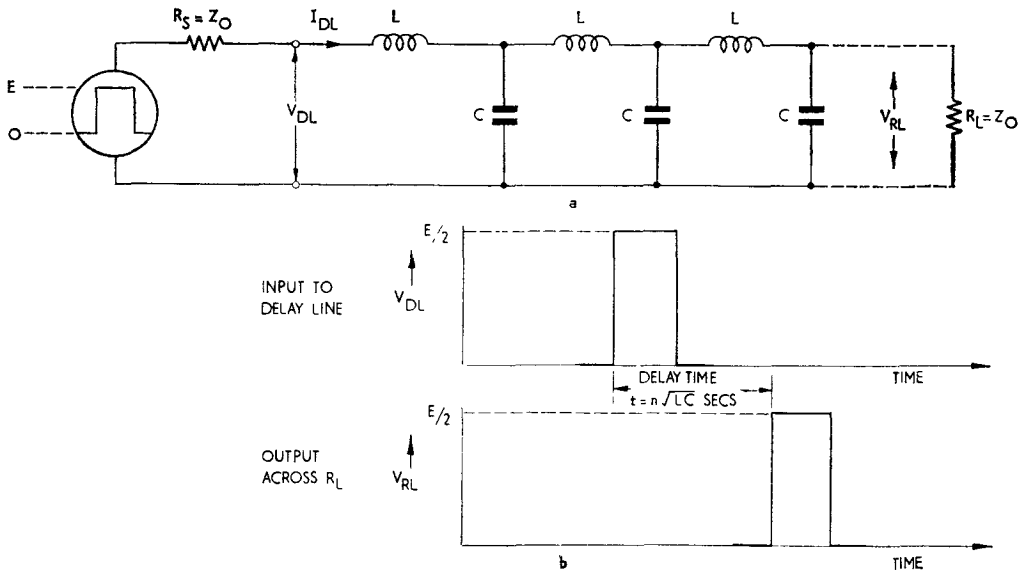 R_S = Z_O
I_DL
L
L
L
E
O
V_DL
C
C
C
V_RL
R_L = Z_O
a
E/2
INPUT TO
DELAY LINE
V_DL
DELAY TIME
TIME
t = n√LC SECS
E/2
OUTPUT
ACROSS R_L
V_RL
b
TIME